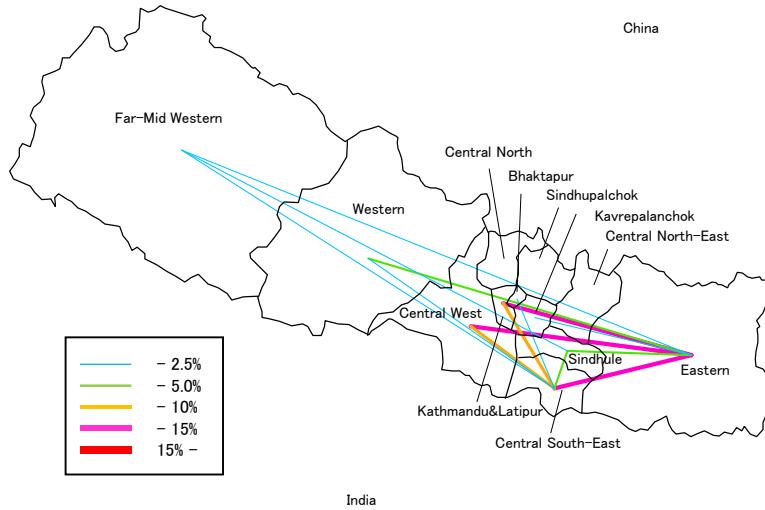 China
Far-Mid Western
Central North
Bhaktapur
Sindhupalchok
Kavrepalanchok
Central North-East
Western
Central West
Sindhule
Eastern
Kathmandu&Latipur
Central South-East
- 2.5%
- 5.0%
- 10%
- 15%
15% -
India